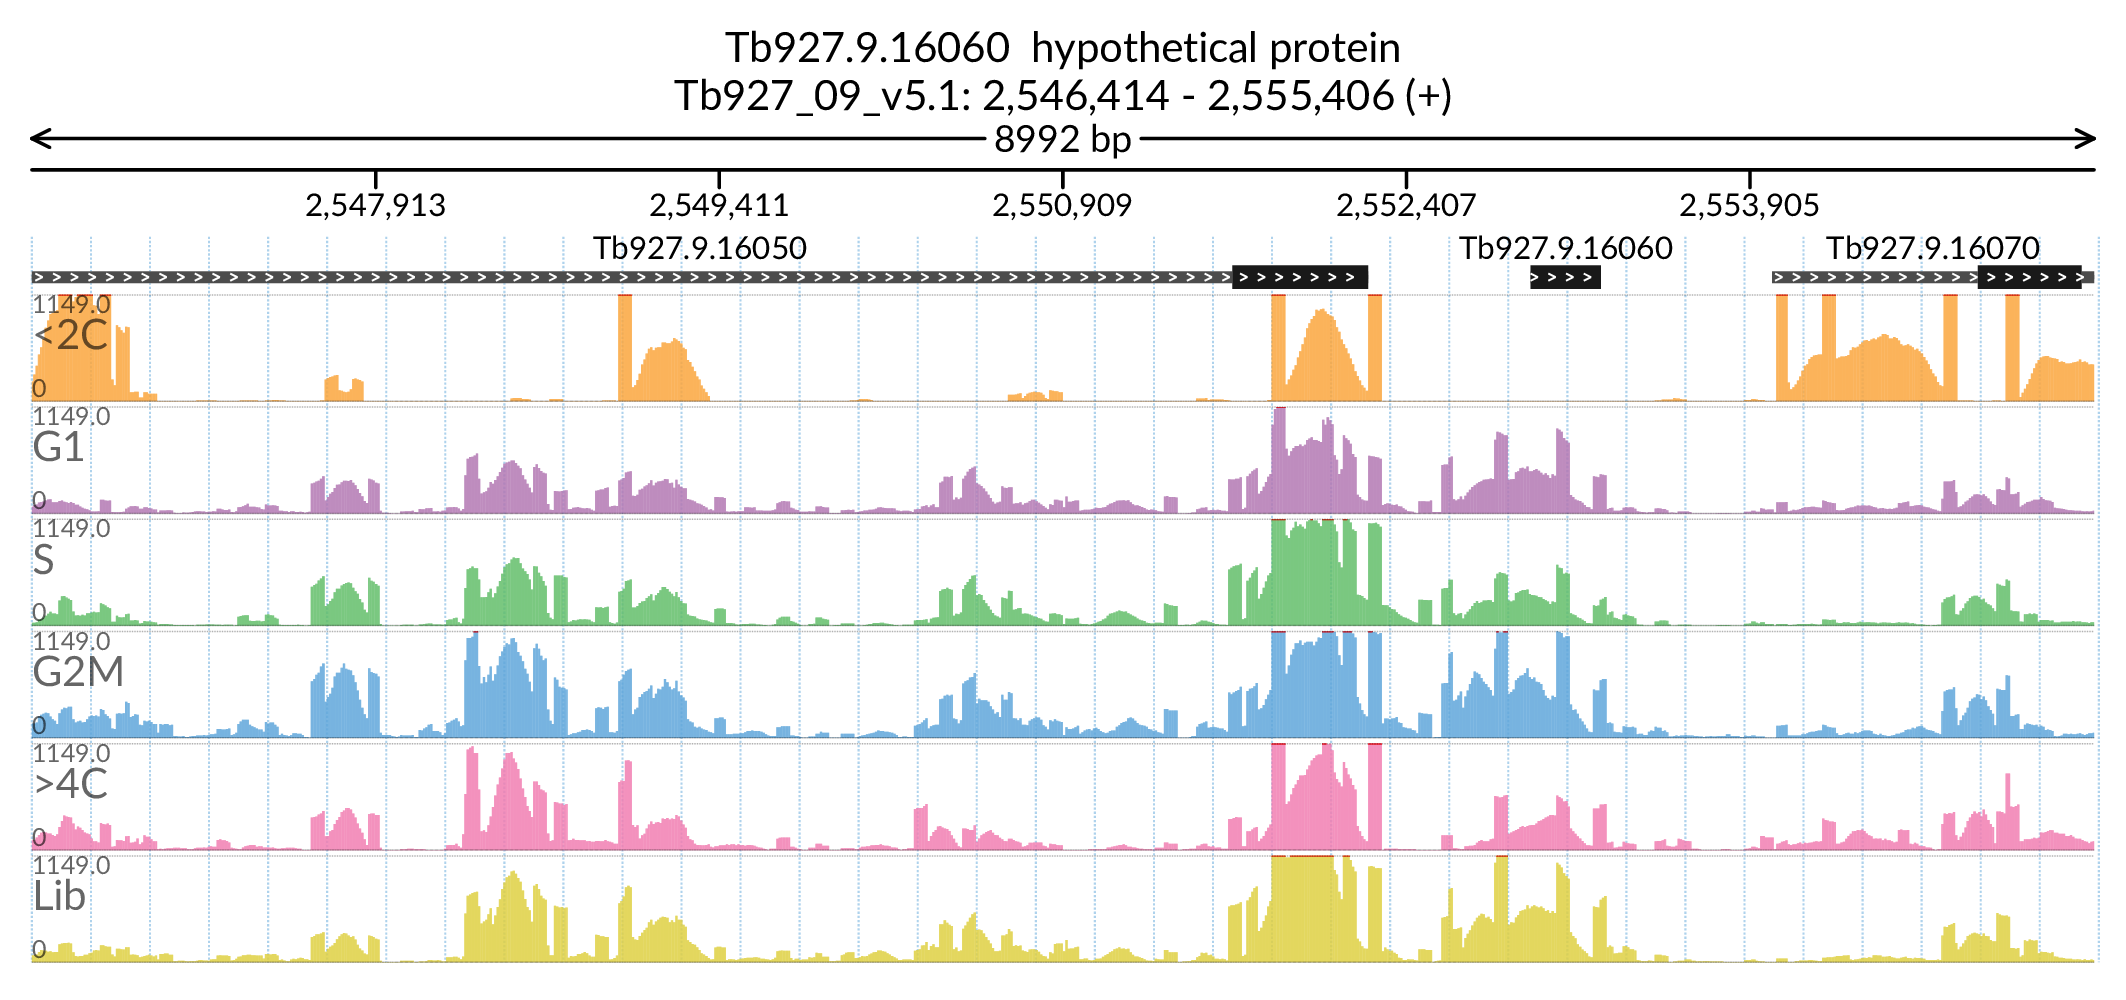 Tb927.9.16060  hypothetical protein
Tb927_09_v5.1: 2,546,414 - 2,555,406 (+)
8992 bp
2,547,913 2,549,411 2,550,909 2,552,407 2,553,905
Tb927.9.16050 Tb927.9.16060 Tb927.9.16070
1149.0
<2C
0
1149.0
G1
0
1149.0
S
0
1149.0
G2M
0
1149.0
>4C
0
1149.0
Lib
0